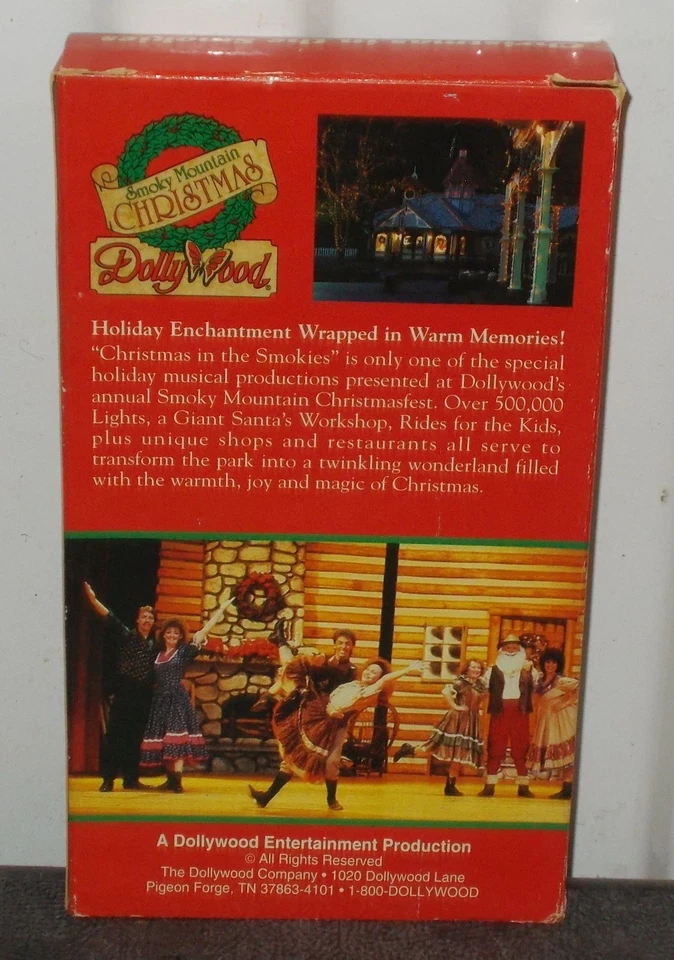 Smoky Mountain
CHRISTMAS
DollyWood®
Holiday Enchantment Wrapped in Warm Memories!
“Christmas in the Smokies” is only one of the special
holiday musical productions presented at Dollywood’s
annual Smoky Mountain Christmasfest. Over 500,000
Lights, a Giant Santa’s Workshop, Rides for the Kids,
plus unique shops and restaurants all serve to
transform the park into a twinkling wonderland filled
with the warmth, joy and magic of Christmas.
A Dollywood Entertainment Production
© All Rights Reserved
The Dollywood Company • 1020 Dollywood Lane
Pigeon Forge, TN 37863-4101 • 1-800-DOLLYWOOD